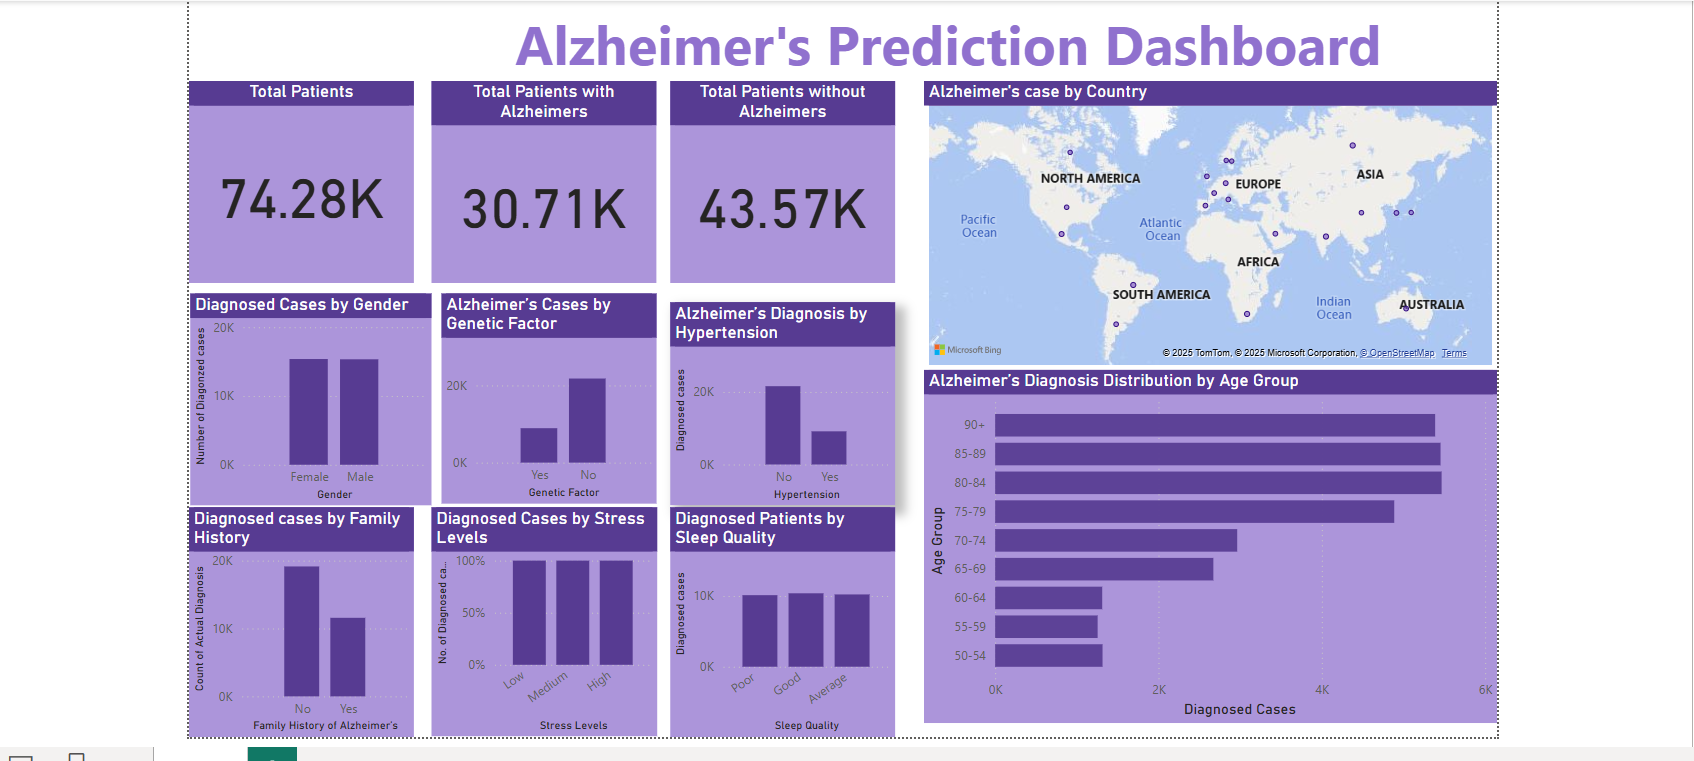 Alzheimer's Prediction Dashboard
Total Patients
74.28K
Total Patients with
Alzheimers
30.71K
Total Patients without
Alzheimers
43.57K
Alzheimer's case by Country
NORTH AMERICA
EUROPE
ASIA
Pacific
Ocean
Atlantic
Ocean
AFRICA
SOUTH AMERICA
Indian
Ocean
AUSTRALIA
Microsoft Bing
© 2025 TomTom, © 2025 Microsoft Corporation, © OpenStreetMap Terms
Diagnosed Cases by Gender
Number of Diagonzed cases
20K
10K
0K
Female Male
Gender
Alzheimer's Cases by
Genetic Factor
20K
0K
Yes No
Genetic Factor
Alzheimer's Diagnosis by
Hypertension
Diagnosed cases
20K
0K
No Yes
Hypertension
Alzheimer's Diagnosis Distribution by Age Group
Age Group
90+
85-89
80-84
75-79
70-74
65-69
60-64
55-59
50-54
0K 2K 4K 6K
Diagnosed Cases
Diagnosed cases by Family
History
Count of Actual Diagnosis
20K
10K
0K
No Yes
Family History of Alzheimer's
Diagnosed Cases by Stress
Levels
No. of Diagnosed ca...
100%
50%
0%
Low Medium High
Stress Levels
Diagnosed Patients by
Sleep Quality
Diagnosed cases
10K
0K
Poor Good Average
Sleep Quality